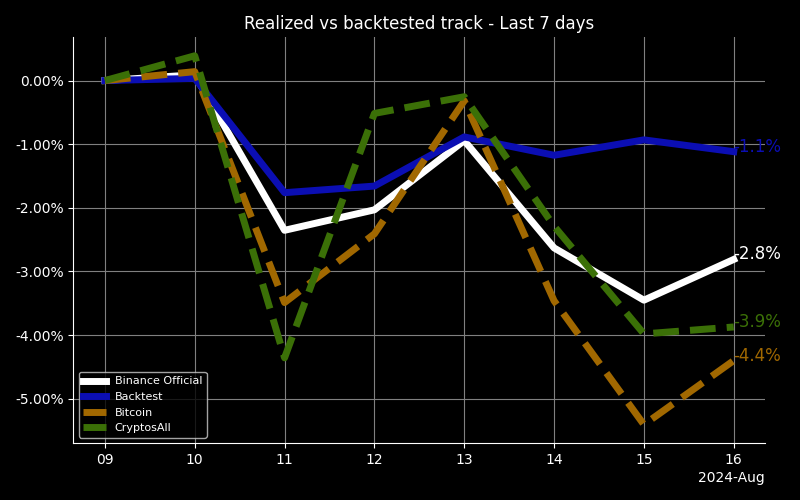 Realized vs backtested track - Last 7 days
0.00%
-1.00%
-2.00%
-3.00%
-4.00%
-5.00%
-1.1%
-2.8%
-3.9%
-4.4%
Binance Official
Backtest
Bitcoin
CryptosAll
09 10 11 12 13 14 15 16
2024-Aug